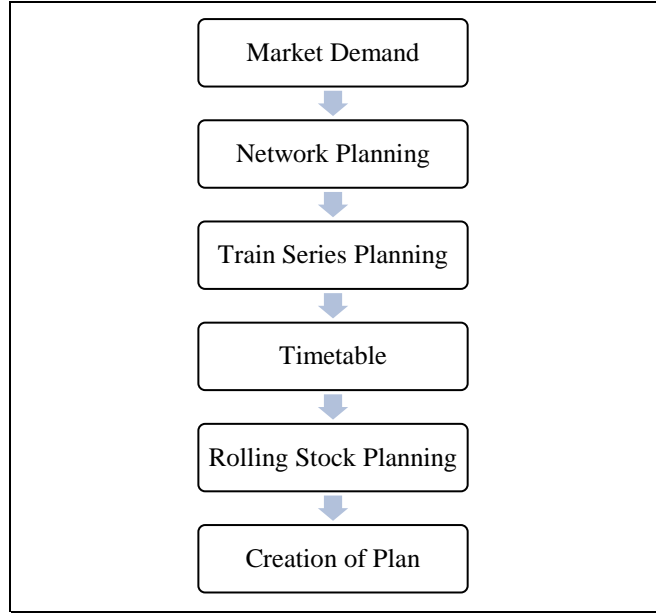 Market Demand
Network Planning
Train Series Planning
Timetable
Rolling Stock Planning
Creation of Plan